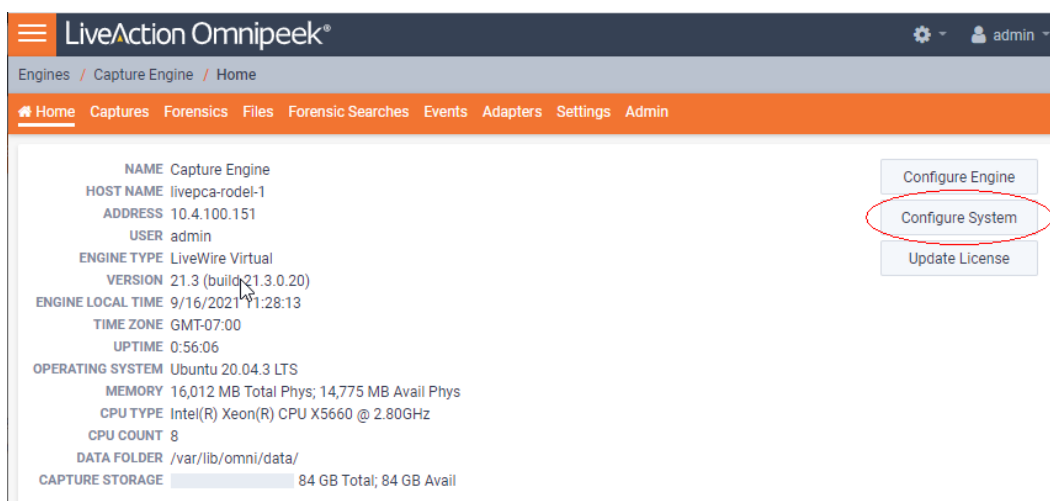 LiveAction Omnipeek®
admin
Engines / Capture Engine / Home
Home Captures Forensics Files Forensic Searches Events Adapters Settings Admin
NAME Capture Engine
HOST NAME livepca-rodel-1
ADDRESS 10.4.100.151
USER admin
ENGINE TYPE LiveWire Virtual
VERSION 21.3 (build 21.3.0.20)
ENGINE LOCAL TIME 9/16/2021 11:28:13
TIME ZONE GMT-07:00
UPTIME 0:56:06
OPERATING SYSTEM Ubuntu 20.04.3 LTS
MEMORY 16,012 MB Total Phys; 14,775 MB Avail Phys
CPU TYPE Intel(R) Xeon(R) CPU X5660 @ 2.80GHz
CPU COUNT 8
DATA FOLDER /var/lib/omni/data/
CAPTURE STORAGE 84 GB Total; 84 GB Avail
Configure Engine
Configure System
Update License